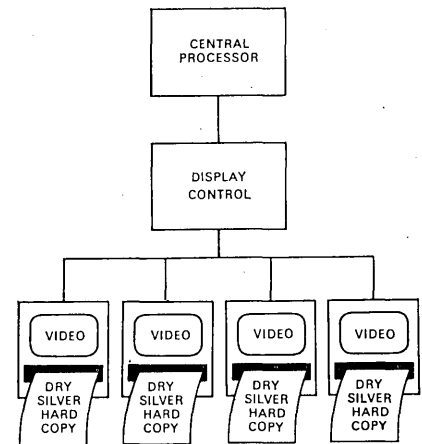 CENTRAL
PROCESSOR
DISPLAY
CONTROL
VIDEO
VIDEO
VIDEO
VIDEO
DRY
SILVER
HARD
COPY
DRY
SILVER
HARD
COPY
DRY
SILVER
HARD
COPY
DRY
SILVER
HARD
COPY